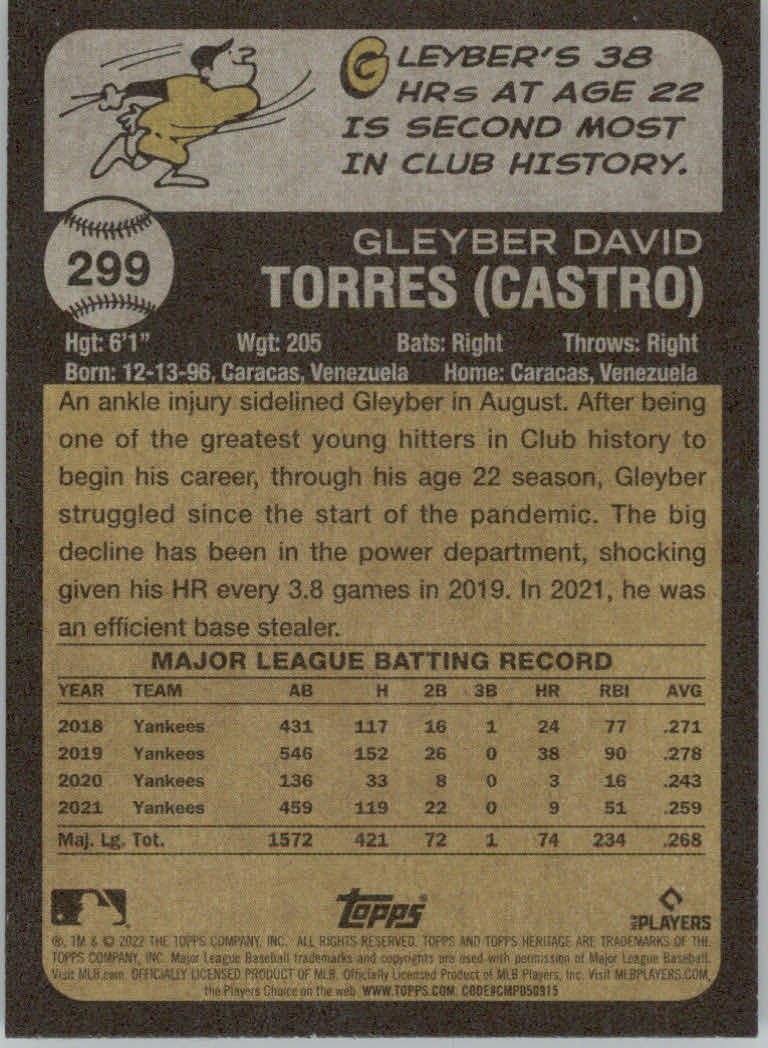 GLEYBER'S 38
HRS AT AGE 22
IS SECOND MOST
IN CLUB HISTORY.
299
GLEYBER DAVID
TORRES (CASTRO)
Hgt: 6'1" Wgt: 205 Bats: Right Throws: Right
Born: 12-13-96, Caracas, Venezuela Home: Caracas, Venezuela
An ankle injury sidelined Gleyber in August. After being
one of the greatest young hitters in Club history to
begin his career, through his age 22 season, Gleyber
struggled since the start of the pandemic. The big
decline has been in the power department, shocking
given his HR every 3.8 games in 2019. In 2021, he was
an efficient base stealer.
MAJOR LEAGUE BATTING RECORD
YEAR TEAM AB H 2B 3B HR RBI AVG
2018 Yankees 431 117 16 1 24 77 .271
2019 Yankees 546 152 26 0 38 90 .278
2020 Yankees 136 33 8 0 3 16 .243
2021 Yankees 459 119 22 0 9 51 .259
Maj. Lg. Tot. 1572 421 72 1 74 234 .268
topps
MLB PLAYERS
®, TM & © 2022 THE TOPPS COMPANY, INC. ALL RIGHTS RESERVED. TOPPS AND TOPPS HERITAGE ARE TRADEMARKS OF THE
TOPPS COMPANY, INC. Major League Baseball trademarks and copyrights are used with permission of Major League Baseball.
Visit MLB.com. OFFICIALLY LICENSED PRODUCT OF MLB. Officially Licensed Product of MLB Players, Inc. Visit MLBPLAYERS.COM,
the Players Choice on the web. WWW.TOPPS.COM. CODE#CMP050915